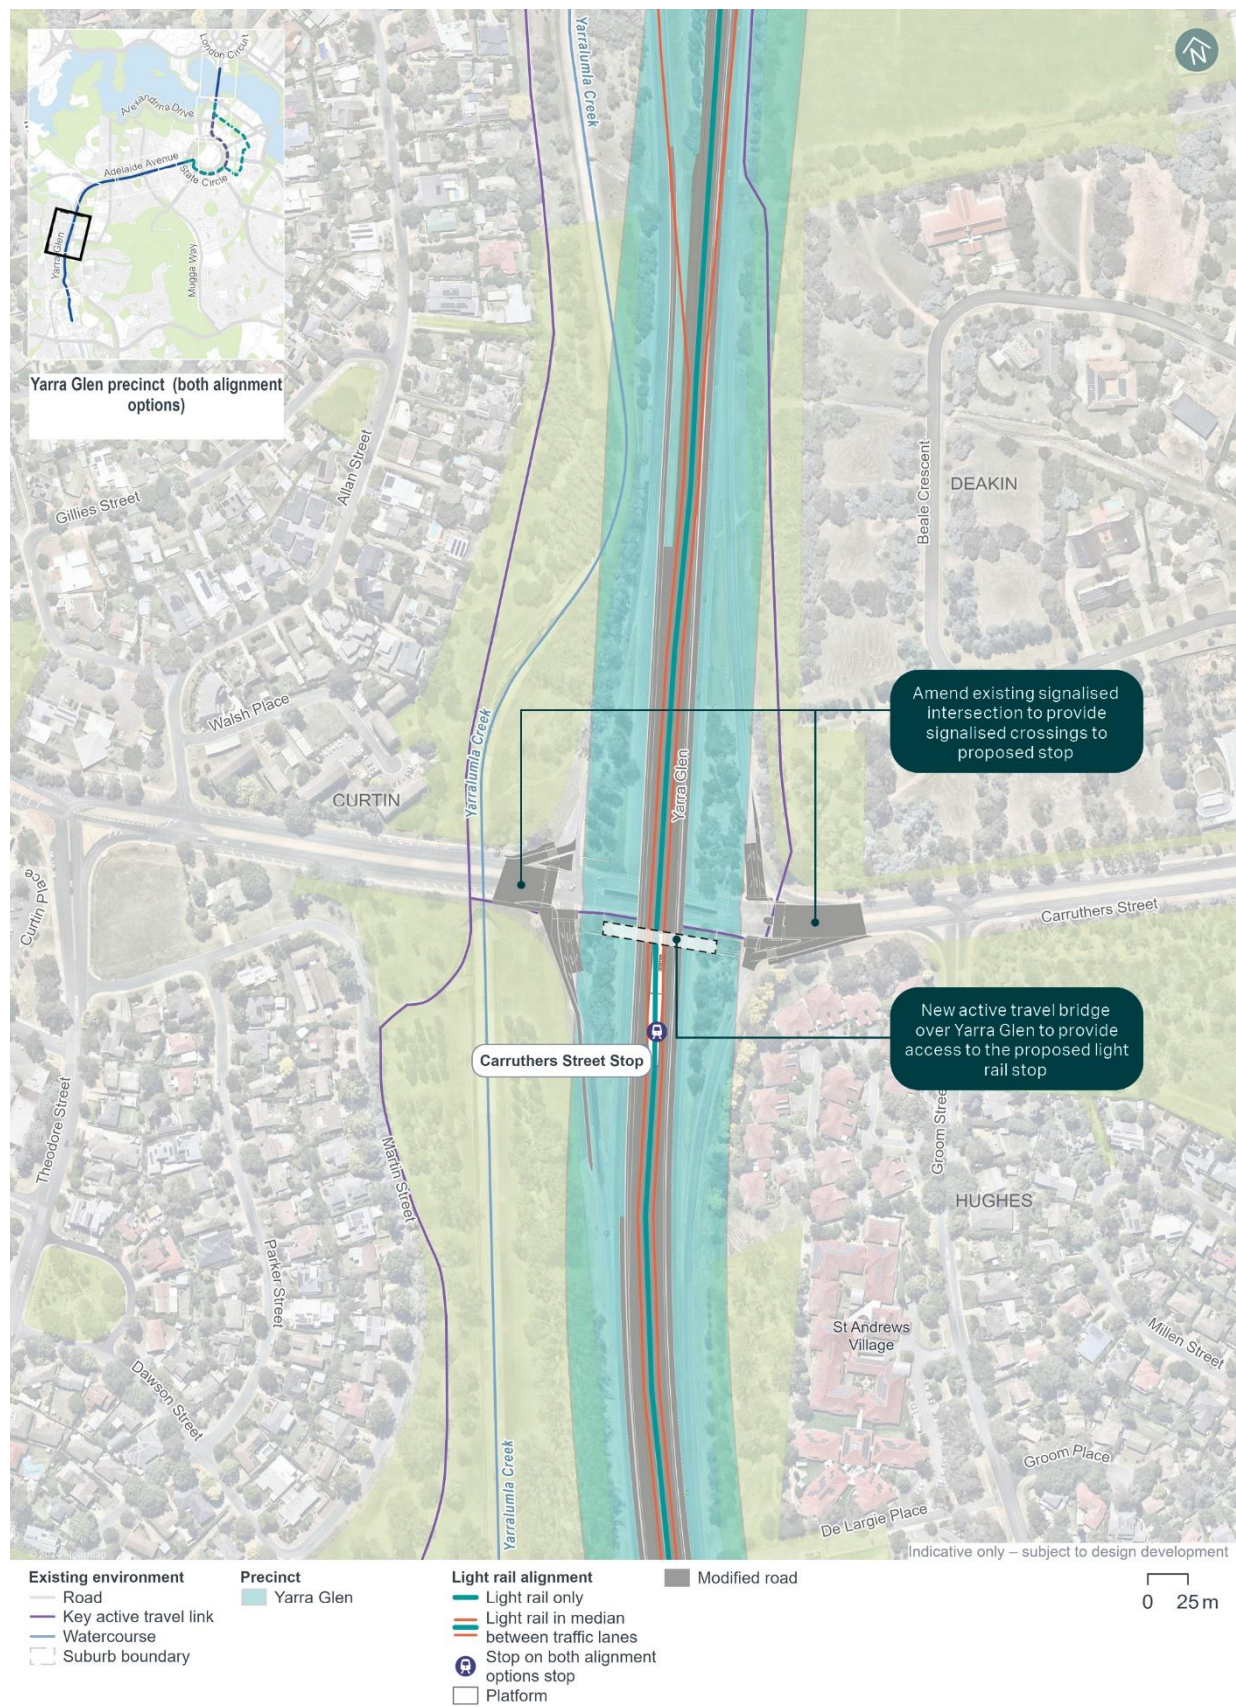 London Circuit
Alexandrina Drive
Adelaide Avenue
State Circle
Yarra Glen
Mugga Way
Yarra Glen precinct (both alignment
options)
N
Yarralumla Creek
Allan Street
Gillies Street
Beale Crescent
DEAKIN
Walsh Place
Yarralumla Creek
Yarra Glen
CURTIN
Amend existing signalised
intersection to provide
signalised crossings to
proposed stop
Curtin Place
Carruthers Street
New active travel bridge
over Yarra Glen to provide
access to the proposed light
rail stop
Carruthers Street Stop
Theodore Street
Martin Street
Groom Street
HUGHES
Parker Street
St Andrews
Village
Millen Street
Dawson Street
Groom Place
Yarralumla Creek
De Largie Place
Indicative only – subject to design development
Existing environment
Road
Key active travel link
Watercourse
Suburb boundary
Precinct
Yarra Glen
Light rail alignment
Light rail only
Light rail in median
between traffic lanes
Stop on both alignment
options stop
Platform
Modified road
0 25 m